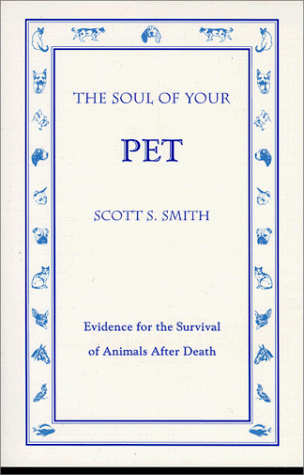 THE SOUL OF YOUR
PET
SCOTT S. SMITH
Evidence for the Survival
of Animals After Death